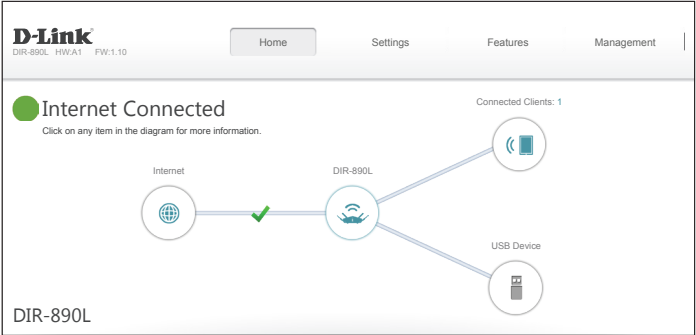 D-Link
DIR-890L HW:A1 FW:1.10
Home
Settings
Features
Management
Internet Connected
Click on any item in the diagram for more information.
Connected Clients: 1
Internet
DIR-890L
USB Device
DIR-890L